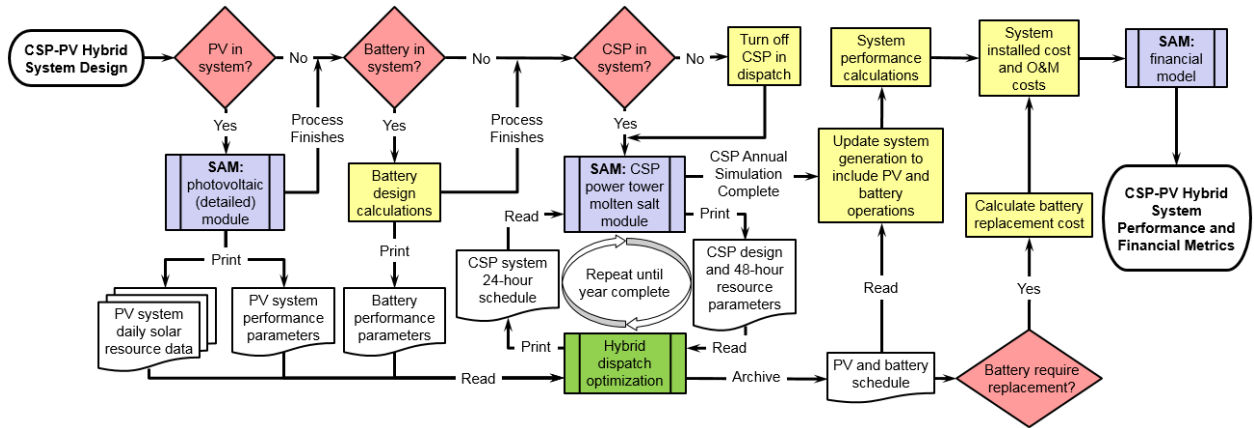 CSP-PV Hybrid
System Design
PV in
system?
No
Battery in
system?
No
CSP in
system?
No
Turn off
CSP in
dispatch
System
performance
calculations
System
installed cost
and O&M
costs
SAM:
financial
model
Yes
Process
Finishes
Yes
Process
Finishes
Yes
SAM:
photovoltaic
(detailed)
module
Battery
design
calculations
SAM: CSP
power tower
molten salt
module
CSP Annual
Simulation
Complete
Update system
generation to
include PV and
battery
operations
Calculate battery
replacement cost
CSP-PV Hybrid
System
Performance and
Financial Metrics
Print
Print
Read
Print
CSP system
24-hour
schedule
Repeat until
year complete
CSP design
and 48-hour
resource
parameters
Read
Yes
PV system
daily solar
resource data
PV system
performance
parameters
Battery
performance
parameters
Print
Hybrid
dispatch
optimization
Read
Read
Archive
PV and battery
schedule
Battery require
replacement?